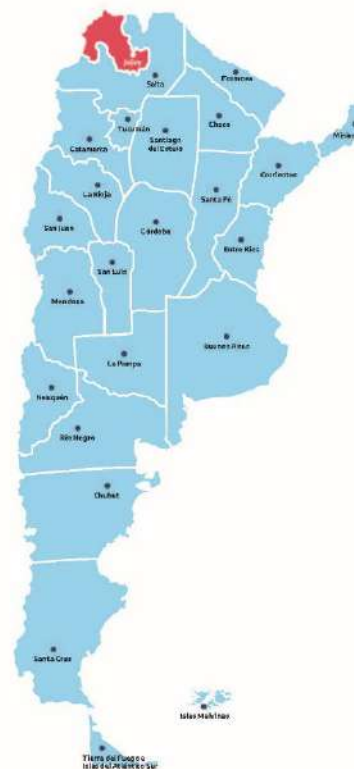 Jujuy
Salta
Formosa
Chaco
Tucumán
Santiago
del Estero
Catamarca
Corrientes
La Rioja
Santa Fé
San Juan
Córdoba
Entre Ríos
San Luis
Mendoza
Buenos Aires
La Pampa
Neuquén
Río Negro
Chubut
Santa Cruz
Islas Malvinas
Tierra del Fuego e
Islas del Atlántico Sur